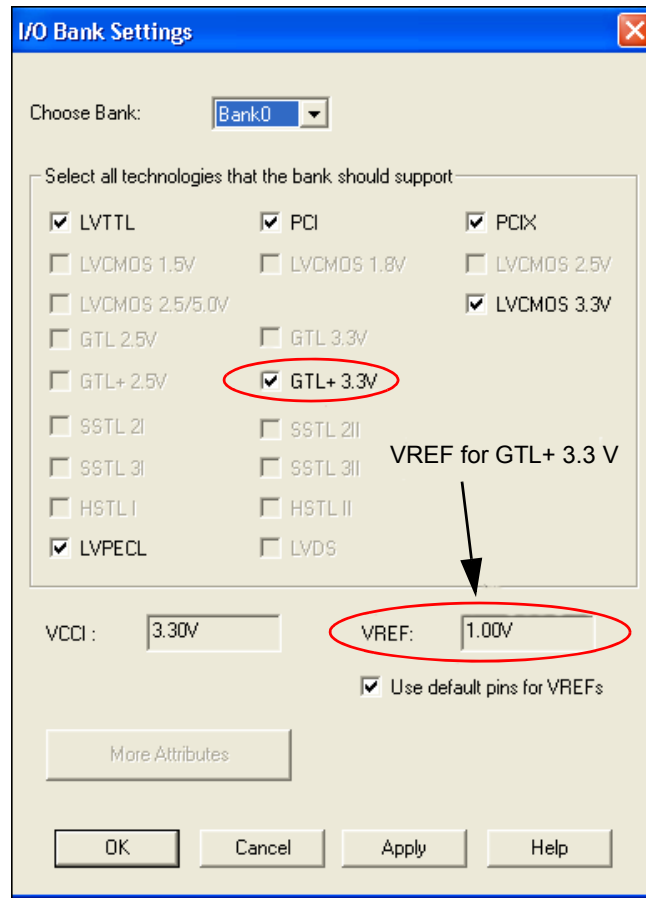 I/O Bank Settings
Choose Bank: Bank0
Select all technologies that the bank should support
LVTTL PCI PCIX
LVCMOS 1.5V LVCMOS 1.8V LVCMOS 2.5V
LVCMOS 2.5/5.0V LVCMOS 3.3V
GTL 2.5V GTL 3.3V
GTL+ 2.5V GTL+ 3.3V
SSTL 2I SSTL 2II
VREF for GTL+ 3.3 V
SSTL 3I SSTL 3II
HSTL I HSTL II
LVPECL LVDS
VCCI : 3.30V VREF: 1.00V
Use default pins for VREFs
More Attributes
OK Cancel Apply Help